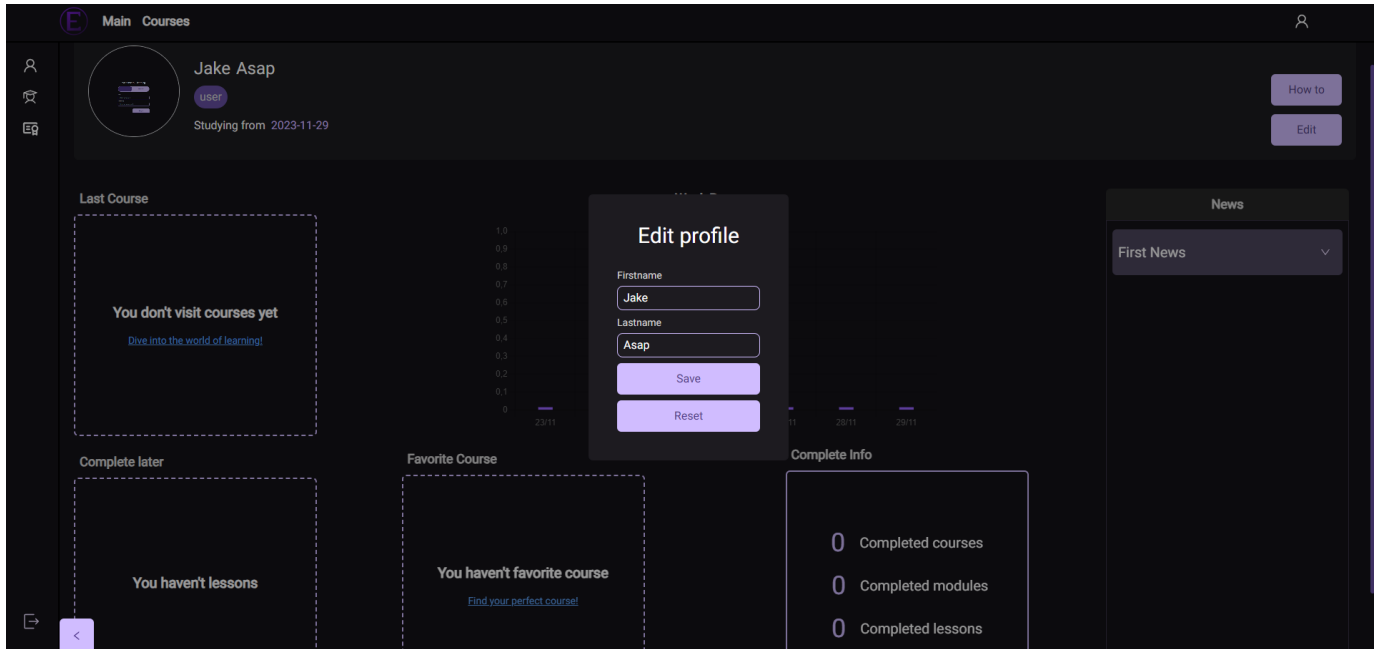 E Main Courses
Jake Asap
user
Studying from 2023-11-29
How to
Edit
Last Course
You don't visit courses yet
Dive into the world of learning!
1,0
0,9
0,8
0,7
0,6
0,5
0,4
0,3
0,2
0,1
0
23/11
28/11
29/11
Edit profile
Firstname
Jake
Lastname
Asap
Save
Reset
News
First News
Complete later
You haven't lessons
Favorite Course
You haven't favorite course
Find your perfect course!
Complete Info
0 Completed courses
0 Completed modules
0 Completed lessons